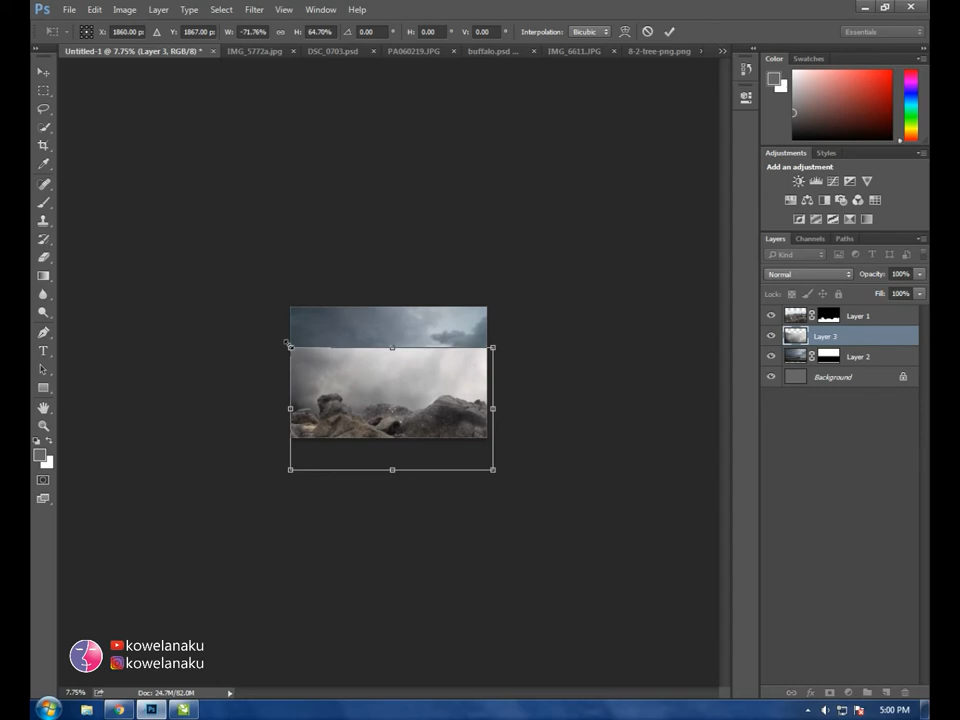 Ps File Edit Image Layer Type Select Filter View Window Help
X: 1860.00 p: Y: 1867.00 p: W: -71.76% H: 64.70% 0.00 ° H: 0.00 ° V: 0.00 ° Interpolation: Bicubic Essentials
Untitled-1 @ 7.75% (Layer 3, RGB/8) * × IMG_5772a.jpg × DSC_0703.psd × PA060219.JPG × buffalo.psd ... × IMG_6611.JPG × 8-2-tree-png.png
Color Swatches
Adjustments Styles
Add an adjustment
Layers Channels Paths
Kind
Normal Opacity: 100%
Lock: Fill: 100%
Layer 1
Layer 3
Layer 2
Background
kowelanaku
kowelanaku
7.75% Doc: 24.7M/82.0M
Ps 5:00 PM